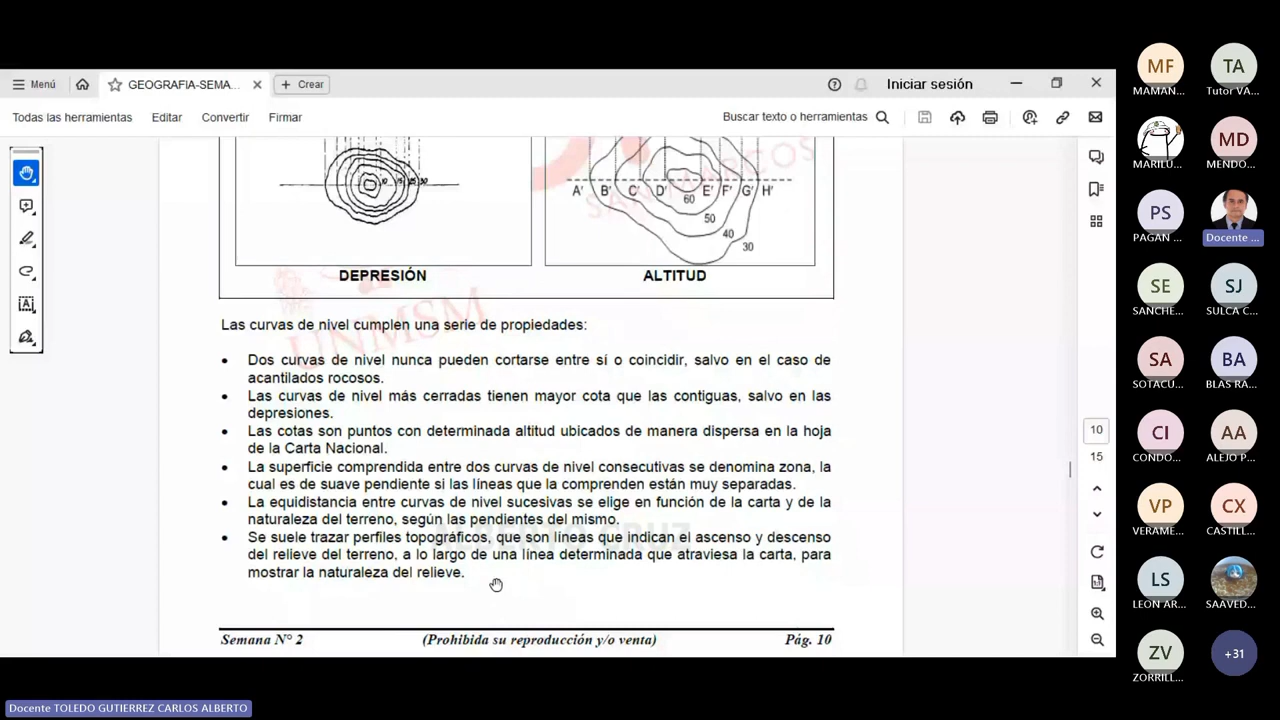 Menú
GEOGRAFIA-SEMA...
Crear
Iniciar sesión
Todas las herramientas
Editar
Convertir
Firmar
Buscar texto o herramientas
SAN MARCOS
A' B' C' D' E' F' G' H'
60
50
40
30
DEPRESIÓN
ALTITUD
UNMSM
Las curvas de nivel cumplen una serie de propiedades:
• Dos curvas de nivel nunca pueden cortarse entre sí o coincidir, salvo en el caso de
acantilados rocosos.
• Las curvas de nivel más cerradas tienen mayor cota que las contiguas, salvo en las
depresiones.
• Las cotas son puntos con determinada altitud ubicados de manera dispersa en la hoja
de la Carta Nacional.
• La superficie comprendida entre dos curvas de nivel consecutivas se denomina zona, la
cual es de suave pendiente si las líneas que la comprenden están muy separadas.
• La equidistancia entre curvas de nivel sucesivas se elige en función de la carta y de la
naturaleza del terreno, según las pendientes del mismo.
• Se suele trazar perfiles topográficos, que son líneas que indican el ascenso y descenso
del relieve del terreno, a lo largo de una línea determinada que atraviesa la carta, para
mostrar la naturaleza del relieve.
Semana N° 2 (Prohibida su reproducción y/o venta) Pág. 10
10
15
MF
MAMAN...
TA
Tutor VA...
MARILU...
MD
MENDO...
PS
PAGAN ...
Docente ...
SE
SANCHE...
SJ
SULCA C...
SA
SOTACU...
BA
BLAS RA...
CI
CONDO...
AA
ALEJO P...
VP
VERAME...
CX
CASTILL...
LS
LEON AR...
SAAVED...
ZV
ZORRILL...
+31
Docente TOLEDO GUTIERREZ CARLOS ALBERTO